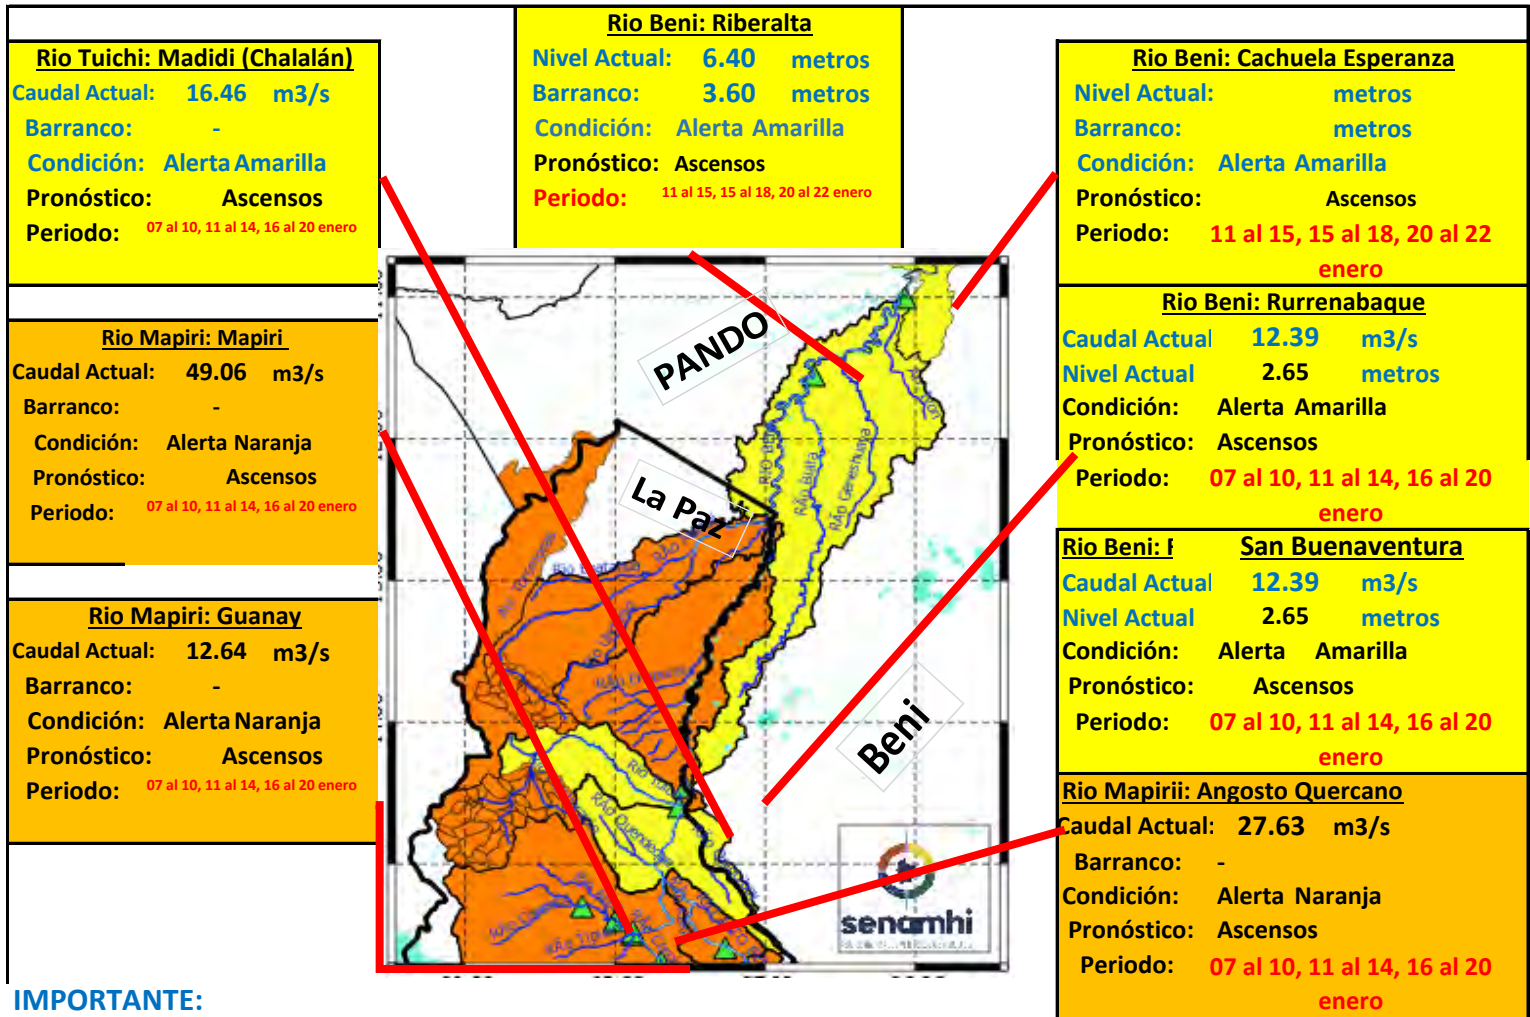 Rio Tuichi: Madidi (Chalalán)
Caudal Actual: 16.46 m3/s
Barranco: -
Condición: Alerta Amarilla
Pronóstico: Ascensos
Periodo: 07 al 10, 11 al 14, 16 al 20 enero
Rio Mapiri: Mapiri
Caudal Actual: 49.06 m3/s
Barranco: -
Condición: Alerta Naranja
Pronóstico: Ascensos
Periodo: 07 al 10, 11 al 14, 16 al 20 enero
Rio Mapiri: Guanay
Caudal Actual: 12.64 m3/s
Barranco: -
Condición: Alerta Naranja
Pronóstico: Ascensos
Periodo: 07 al 10, 11 al 14, 16 al 20 enero
Rio Beni: Riberalta
Nivel Actual: 6.40 metros
Barranco: 3.60 metros
Condición: Alerta Amarilla
Pronóstico: Ascensos
Periodo: 11 al 15, 15 al 18, 20 al 22 enero
PANDO
La Paz
Beni
RÃo Biata
RÃo Geneshuaya
senamhi
Rio Beni: Cachuela Esperanza
Nivel Actual: metros
Barranco: metros
Condición: Alerta Amarilla
Pronóstico: Ascensos
Periodo: 11 al 15, 15 al 18, 20 al 22
enero
Rio Beni: Rurrenabaque
Caudal Actual 12.39 m3/s
Nivel Actual 2.65 metros
Condición: Alerta Amarilla
Pronóstico: Ascensos
Periodo: 07 al 10, 11 al 14, 16 al 20
enero
Rio Beni: San Buenaventura
Caudal Actual 12.39 m3/s
Nivel Actual 2.65 metros
Condición: Alerta Amarilla
Pronóstico: Ascensos
Periodo: 07 al 10, 11 al 14, 16 al 20
enero
Rio Mapirii: Angosto Quercano
Caudal Actual: 27.63 m3/s
Barranco: -
Condición: Alerta Naranja
Pronóstico: Ascensos
Periodo: 07 al 10, 11 al 14, 16 al 20
enero
IMPORTANTE: